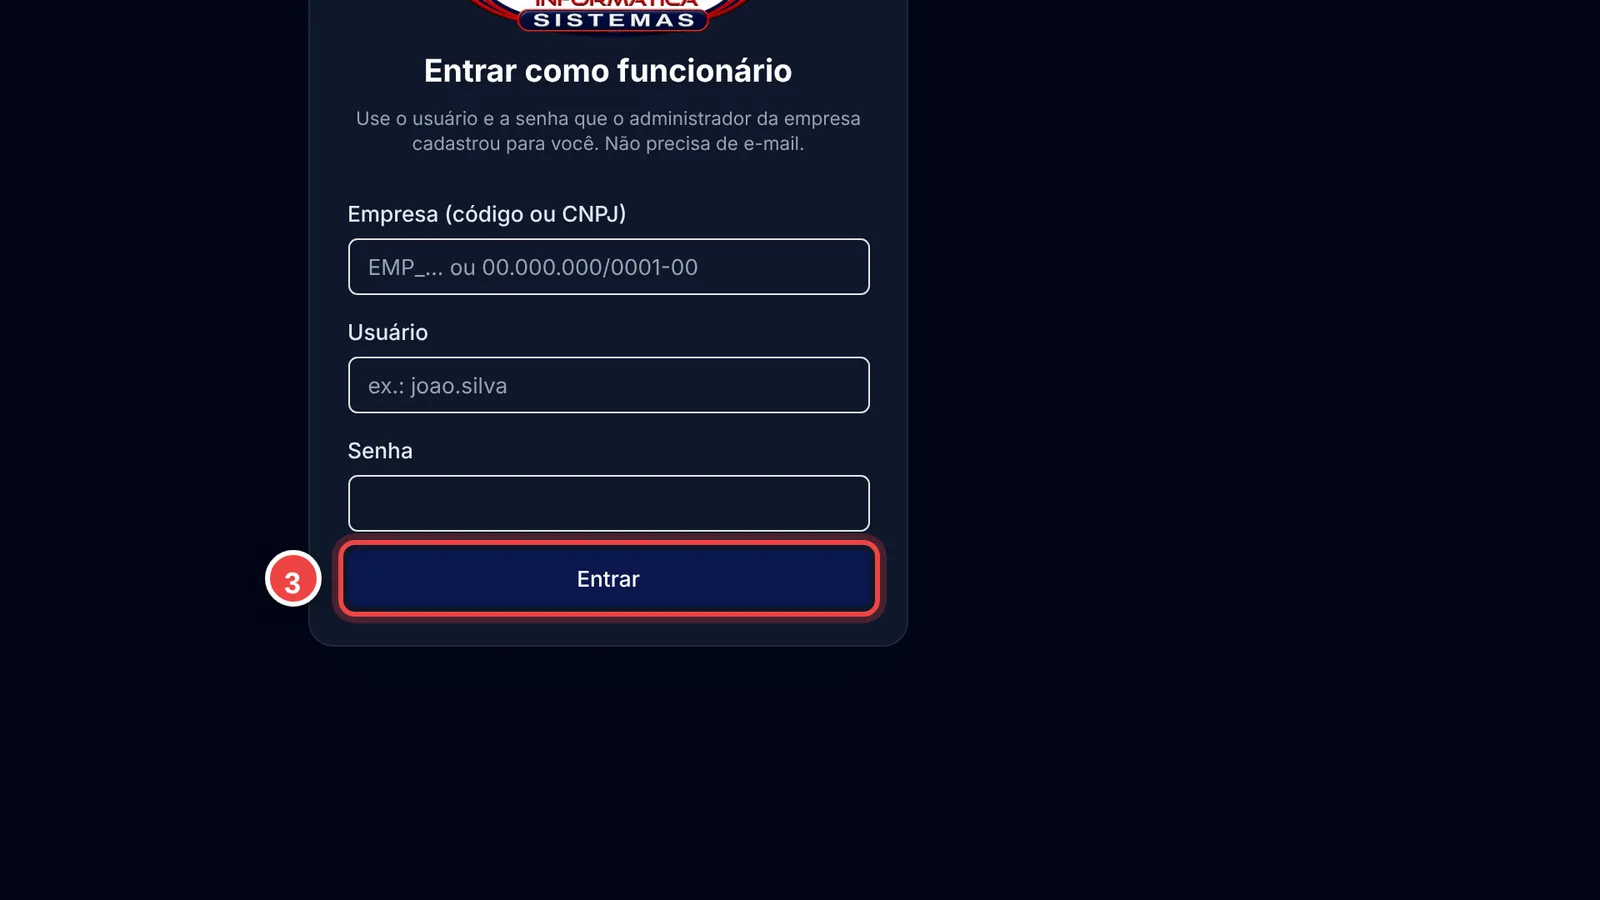 INFORMÁTICA
SISTEMAS
Entrar como funcionário
Use o usuário e a senha que o administrador da empresa
cadastrou para você. Não precisa de e-mail.
Empresa (código ou CNPJ)
EMP_... ou 00.000.000/0001-00
Usuário
ex.: joao.silva
Senha
3
Entrar